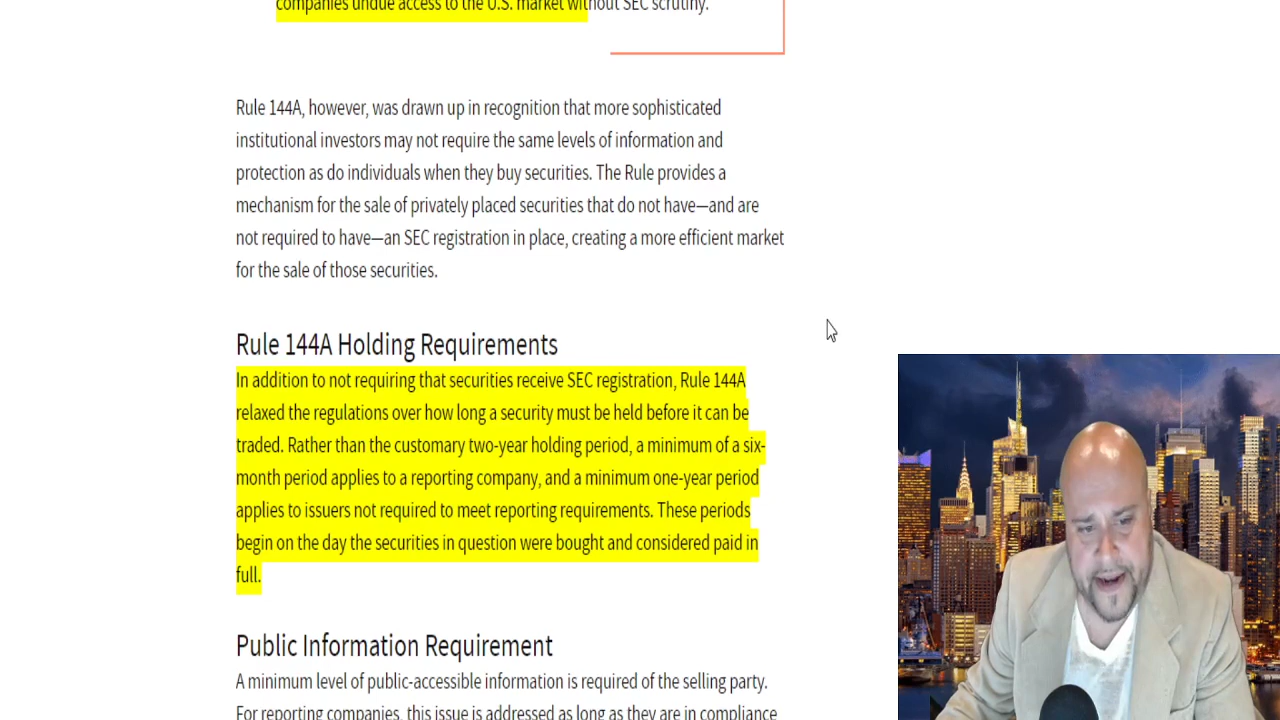 companies undue access to the U.S. market without SEC scrutiny.
Rule 144A, however, was drawn up in recognition that more sophisticated
institutional investors may not require the same levels of information and
protection as do individuals when they buy securities. The Rule provides a
mechanism for the sale of privately placed securities that do not have—and are
not required to have—an SEC registration in place, creating a more efficient market
for the sale of those securities.
Rule 144A Holding Requirements
In addition to not requiring that securities receive SEC registration, Rule 144A
relaxed the regulations over how long a security must be held before it can be
traded. Rather than the customary two-year holding period, a minimum of a six-
month period applies to a reporting company, and a minimum one-year period
applies to issuers not required to meet reporting requirements. These periods
begin on the day the securities in question were bought and considered paid in
full.
Public Information Requirement
A minimum level of public-accessible information is required of the selling party.
For reporting companies, this issue is addressed as long as they are in compliance